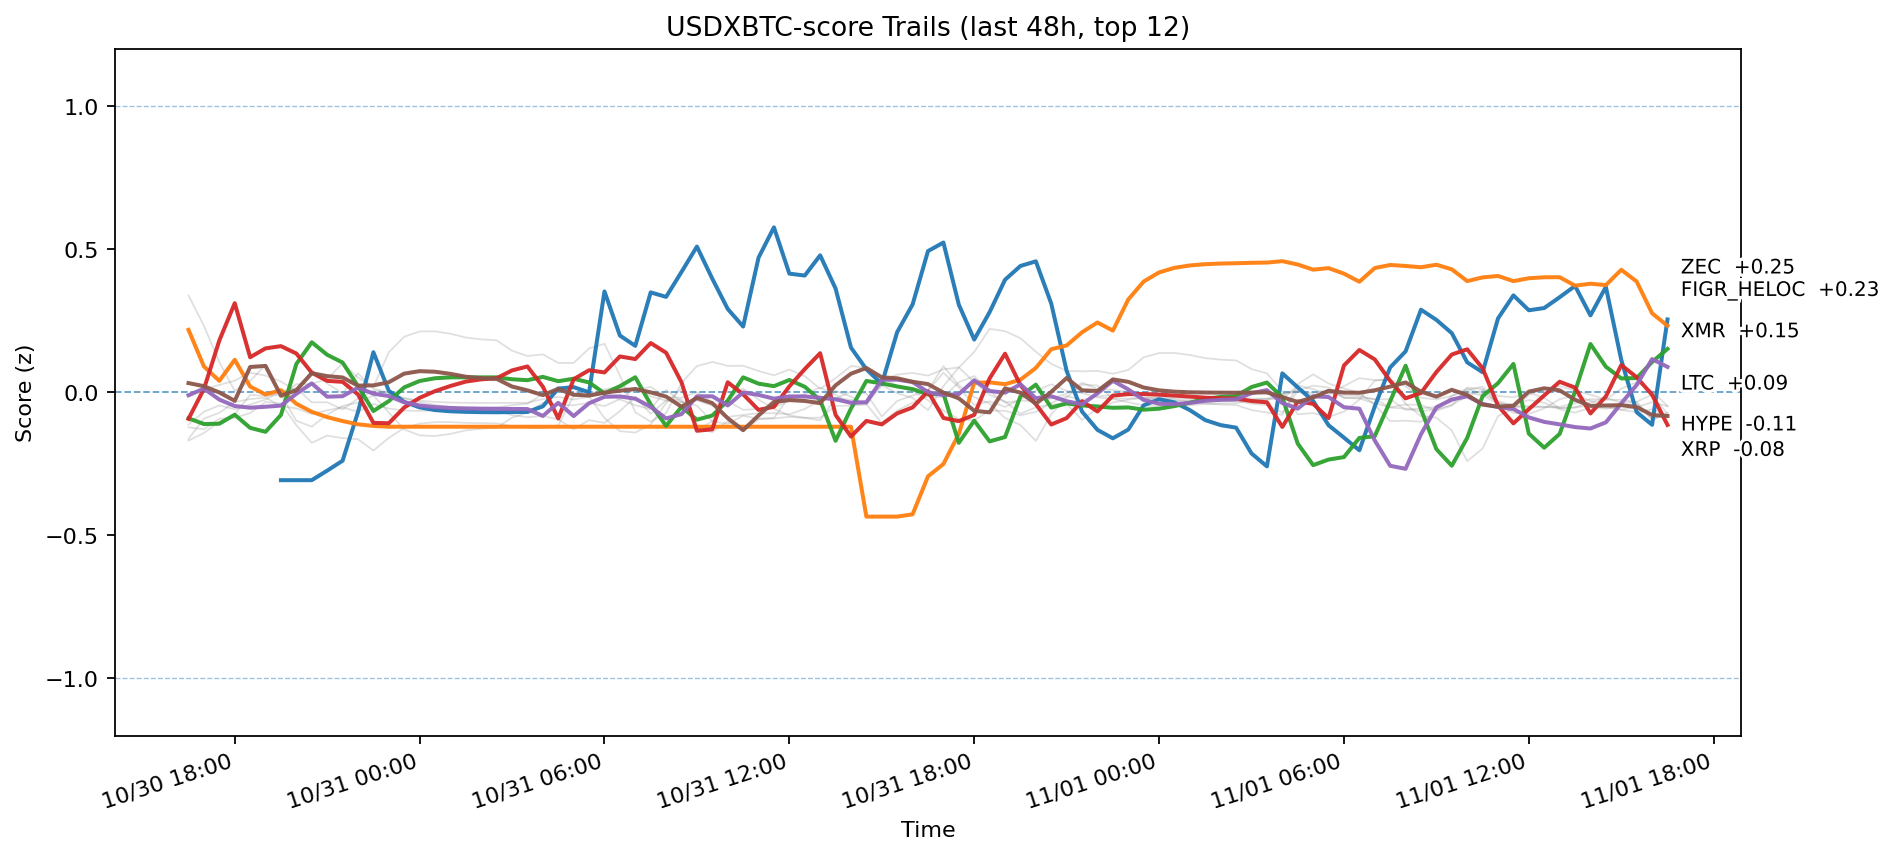 USDXBTC-score Trails (last 48h, top 12)
Score (z)
1.0
0.5
0.0
−0.5
−1.0
ZEC +0.25
FIGR_HELOC +0.23
XMR +0.15
LTC +0.09
HYPE -0.11
XRP -0.08
10/30 18:00
10/31 00:00
10/31 06:00
10/31 12:00
10/31 18:00
11/01 00:00
11/01 06:00
11/01 12:00
11/01 18:00
Time